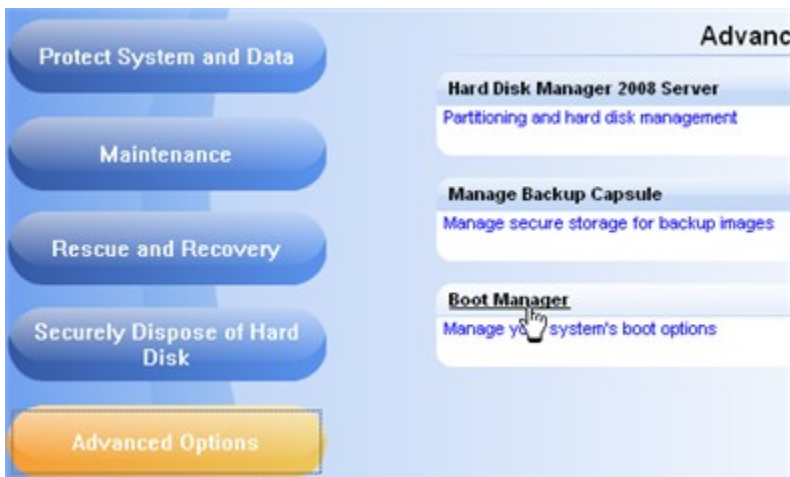 Protect System and Data
Maintenance
Rescue and Recovery
Securely Dispose of Hard
Disk
Advanced Options
Advanc
Hard Disk Manager 2008 Server
Partitioning and hard disk management
Manage Backup Capsule
Manage secure storage for backup images
Boot Manager
Manage your system's boot options